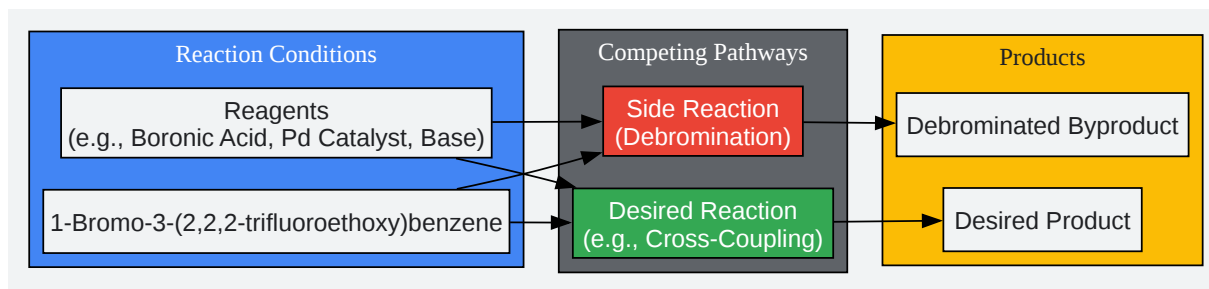 Reaction Conditions
Reagents
(e.g., Boronic Acid, Pd Catalyst, Base)
1-Bromo-3-(2,2,2-trifluoroethoxy)benzene
Competing Pathways
Side Reaction
(Debromination)
Desired Reaction
(e.g., Cross-Coupling)
Products
Debrominated Byproduct
Desired Product